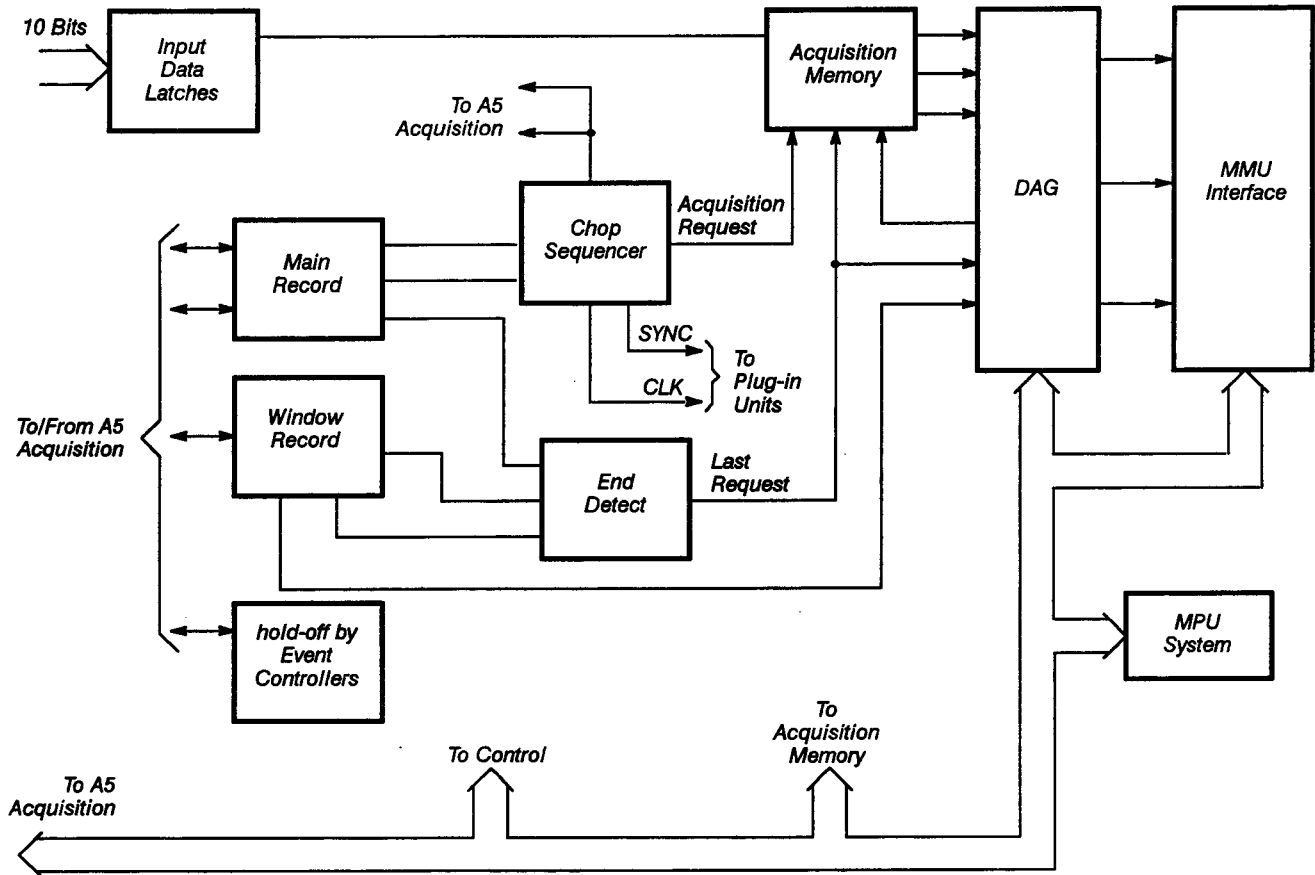 10 Bits
Input
Data
Latches
Acquisition
Memory
To A5
Acquisition
DAG
MMU
Interface
Acquisition
Request
Chop
Sequencer
Main
Record
SYNC
CLK
To
Plug-in
Units
To/From A5
Acquisition
Window
Record
End
Detect
Last
Request
hold-off by
Event
Controllers
MPU
System
To Control
To
Acquisition
Memory
To A5
Acquisition